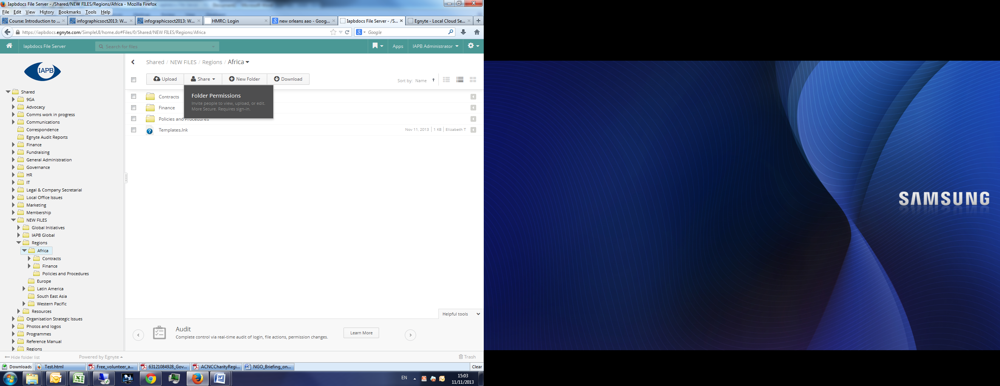 Iapbdocs File Server - /Shared/NEW FILES/Regions/Africa - Mozilla Firefox
File Edit View History Bookmarks Tools Help
Course: Introduction to ... infographicsoct2013: W... infographicsoct2013: W... HMRC: Login new orleans aao - Goog... Iapbdocs File Server - /S... Egnyte - Local Cloud Se...
https://iapbdocs.egnyte.com/SimpleUI/home.do#Files/0/Shared/NEW FILES/Regions/Africa Google
Iapbdocs File Server Search for files Apps IAPB Administrator
IAPB
Shared
9GA
Advocacy
Comms work in progress
Communications
Correspondence
Egnyte Audit Reports
Finance
Fundraising
General Administration
Governance
HR
IT
Legal & Company Secretarial
Local Office Issues
Marketing
Membership
NEW FILES
Global Initiatives
IAPB Global
Regions
Africa
Contracts
Finance
Policies and Procedures
Europe
Latin America
South East Asia
Western Pacific
Resources
Organisation Strategic Issues
Photos and logos
Programmes
Reference Manual
Regions
Hide folder list Powered by Egnyte
Shared / NEW FILES / Regions / Africa
Upload Share New Folder Download
Sort by: Name
Folder Permissions
Invite people to view, upload, or edit.
More Secure. Requires sign-in.
Contracts
Finance
Policies and Procedures
Templates.lnk Nov 11, 2013 1 KB Elizabeth T
Helpful tools
Audit
Complete control via real-time audit of login, file actions, permission changes.
Learn More
Trash
Downloads Test.html Free_volunteer_a... 63121084928_Gov... ACNCCharityRegi... NGO_Briefing_on... Clear
EN 15:03
11/11/2013
SAMSUNG